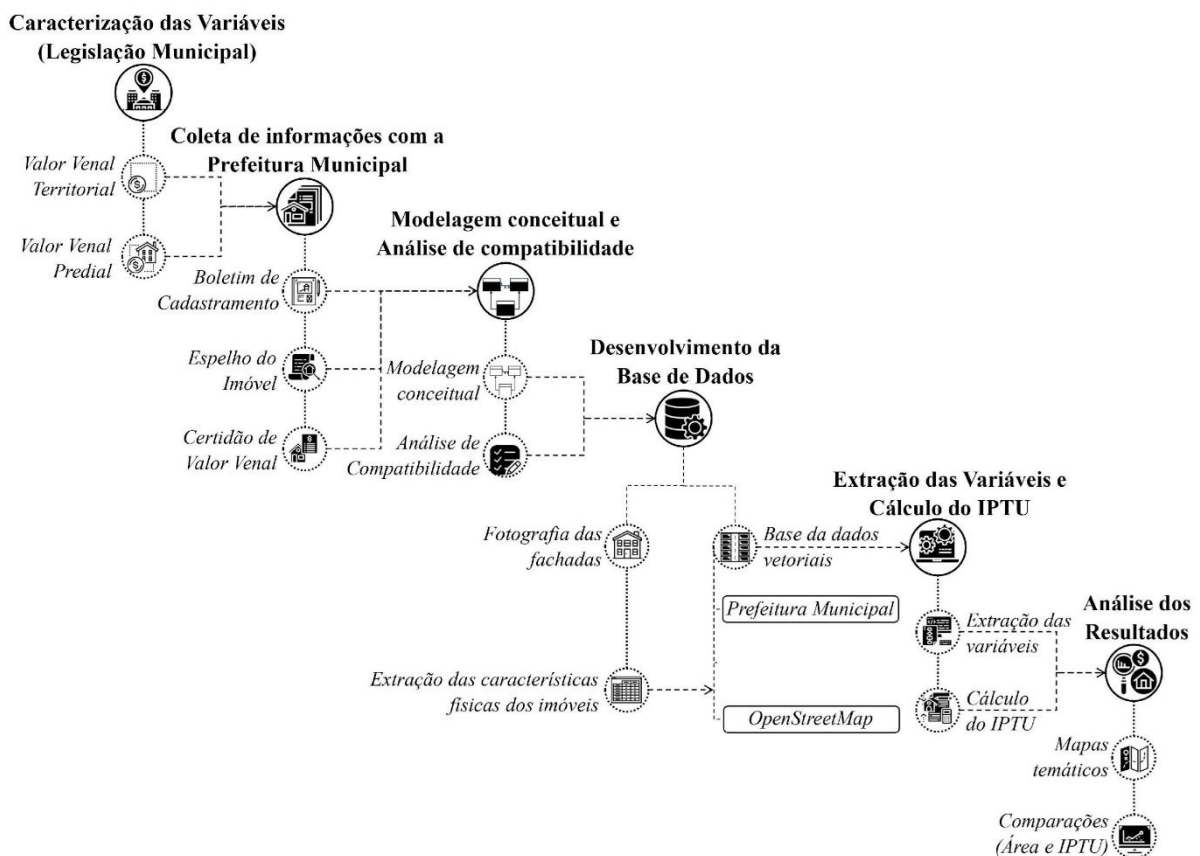 Caracterização das Variáveis
(Legislação Municipal)
Valor Venal
Territorial
Valor Venal
Predial
Coleta de informações com a
Prefeitura Municipal
Boletim de
Cadastramento
Espelho do
Imóvel
Certidão de
Valor Venal
Modelagem conceitual e
Análise de compatibilidade
Modelagem
conceitual
Análise de
Compatibilidade
Desenvolvimento da
Base de Dados
Fotografia das
fachadas
Extração das características
físicas dos imóveis
Base da dados
vetoriais
Prefeitura Municipal
OpenStreetMap
Extração das Variáveis e
Cálculo do IPTU
Extração das
variáveis
Cálculo
do IPTU
Análise dos
Resultados
Mapas
temáticos
Comparações
(Área e IPTU)